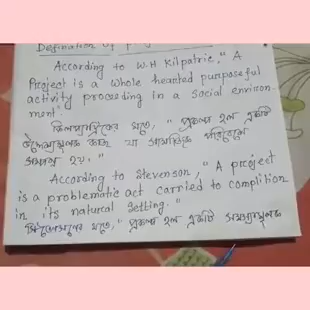 Defination of
According to W.H Kilpatric, "A
Project is a whole hearted purposeful
activity proceeding in a social environ-
ment.
কিলপ্যাট্রিকের মতে, "প্রকল্প হল একটি
উদ্দেশ্যমূলক কাজ যা সামাজিক পরিবেশে
সমাপ্ত হয়."
According to Stevenson, "A project
is a problematic act carried to complition
in its natural setting."
স্টিভেনসনের মতে, "প্রকল্প হল একটি সমস্যামূলক